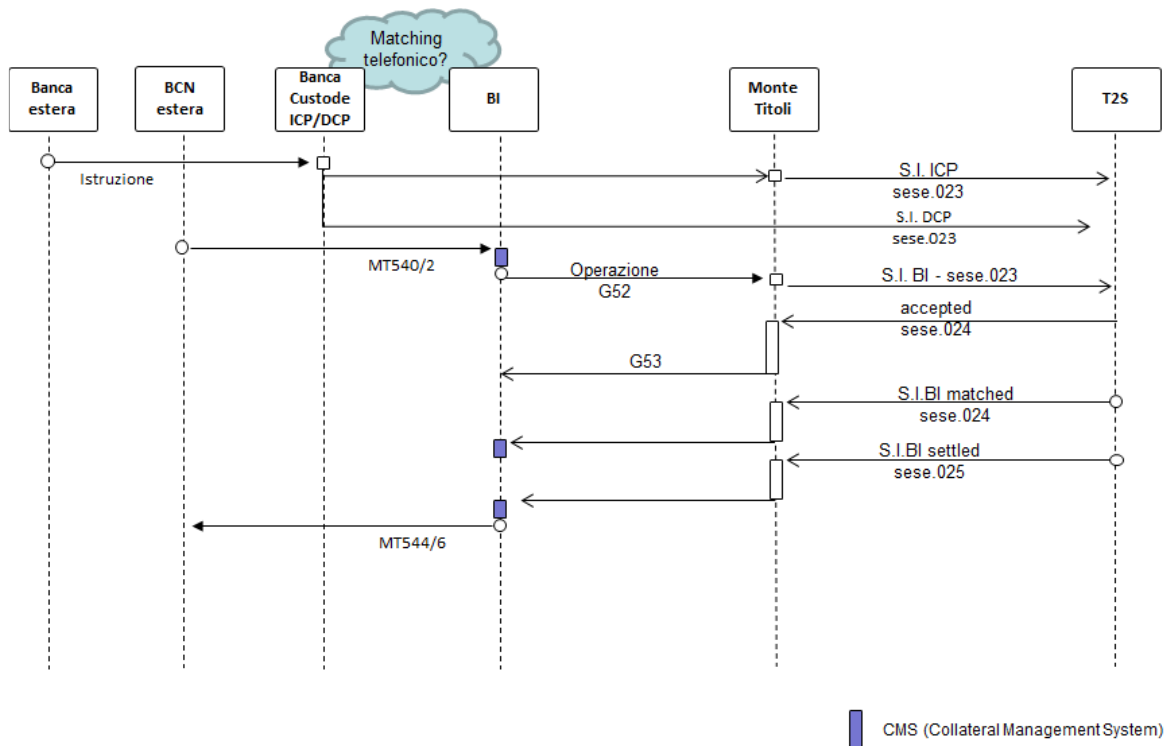 Matching
telefonico?
Banca
estera
BCN
estera
Banca
Custode
ICP/DCP
BI
Monte
Titoli
T2S
Istruzione
S.I. ICP
sese.023
S.I. DCP
sese.023
MT540/2
Operazione
G52
S.I. BI - sese.023
accepted
sese.024
G53
S.I.BI matched
sese.024
S.I.BI settled
sese.025
MT544/6
CMS (Collateral Management System)